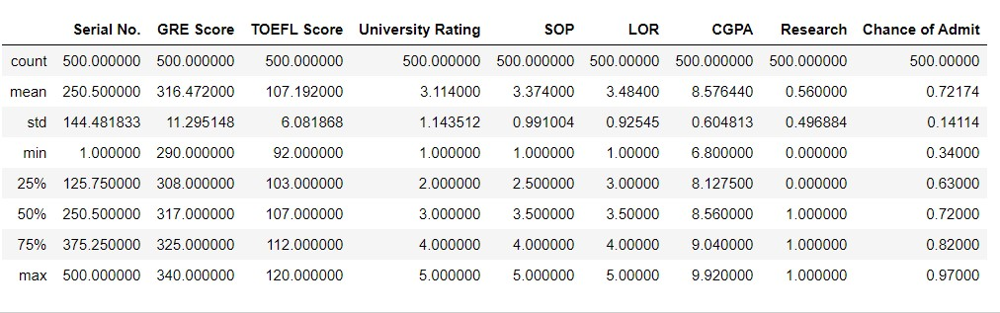 Serial No. GRE Score TOEFL Score University Rating SOP LOR CGPA Research Chance of Admit
count 500.000000 500.000000 500.000000 500.000000 500.000000 500.00000 500.000000 500.000000 500.00000
mean 250.500000 316.472000 107.192000 3.114000 3.374000 3.48400 8.576440 0.560000 0.72174
std 144.481833 11.295148 6.081868 1.143512 0.991004 0.92545 0.604813 0.496884 0.14114
min 1.000000 290.000000 92.000000 1.000000 1.000000 1.00000 6.800000 0.000000 0.34000
25% 125.750000 308.000000 103.000000 2.000000 2.500000 3.00000 8.127500 0.000000 0.63000
50% 250.500000 317.000000 107.000000 3.000000 3.500000 3.50000 8.560000 1.000000 0.72000
75% 375.250000 325.000000 112.000000 4.000000 4.000000 4.00000 9.040000 1.000000 0.82000
max 500.000000 340.000000 120.000000 5.000000 5.000000 5.00000 9.920000 1.000000 0.97000